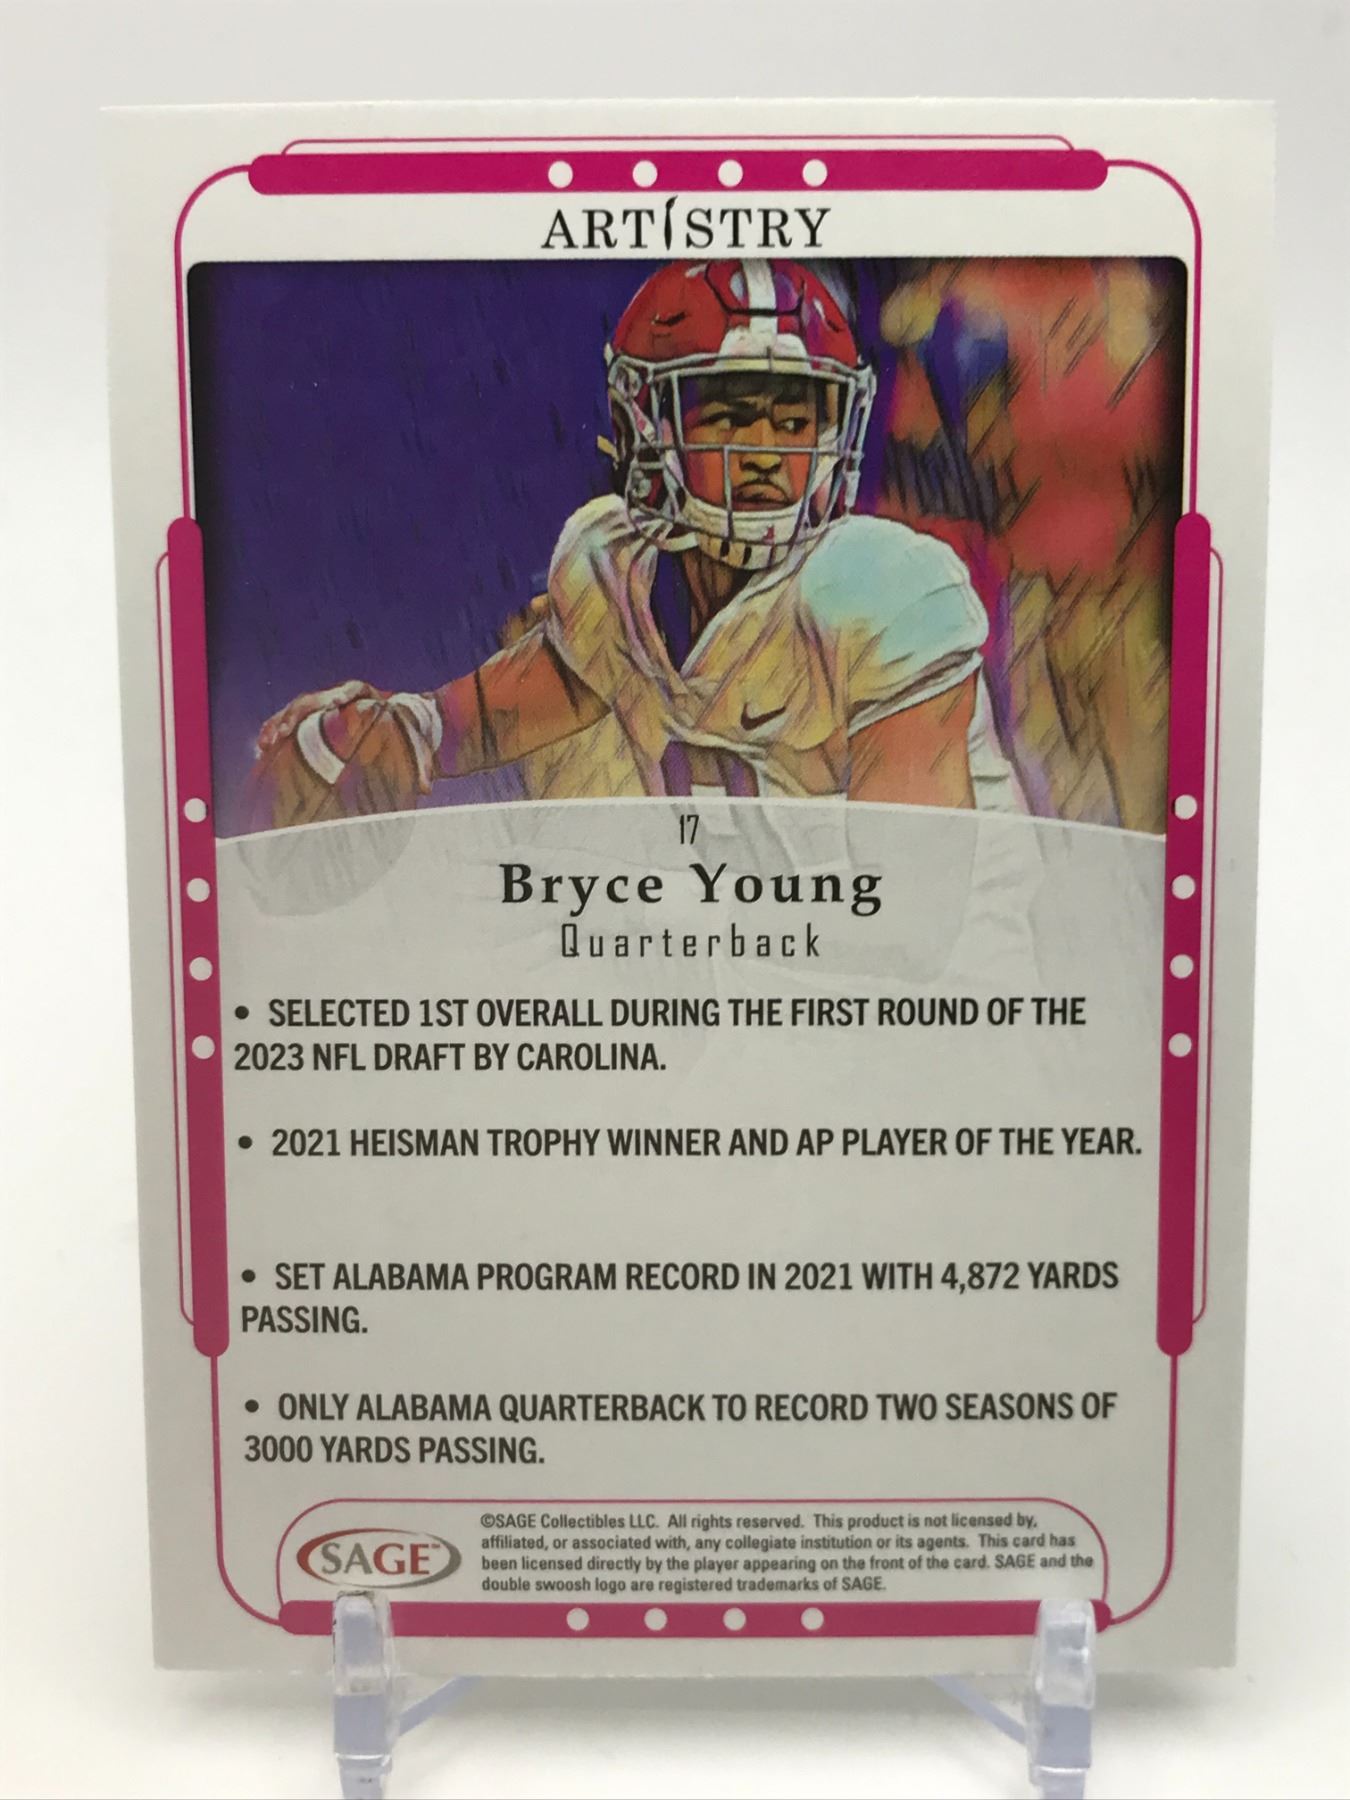 ARTISTRY
17
Bryce Young
Quarterback
• SELECTED 1ST OVERALL DURING THE FIRST ROUND OF THE
2023 NFL DRAFT BY CAROLINA.
• 2021 HEISMAN TROPHY WINNER AND AP PLAYER OF THE YEAR.
• SET ALABAMA PROGRAM RECORD IN 2021 WITH 4,872 YARDS
PASSING.
• ONLY ALABAMA QUARTERBACK TO RECORD TWO SEASONS OF
3000 YARDS PASSING.
SAGE™
©SAGE Collectibles LLC. All rights reserved. This product is not licensed by,
affiliated, or associated with, any collegiate institution or its agents. This card has
been licensed directly by the player appearing on the front of the card. SAGE and the
double swoosh logo are registered trademarks of SAGE.